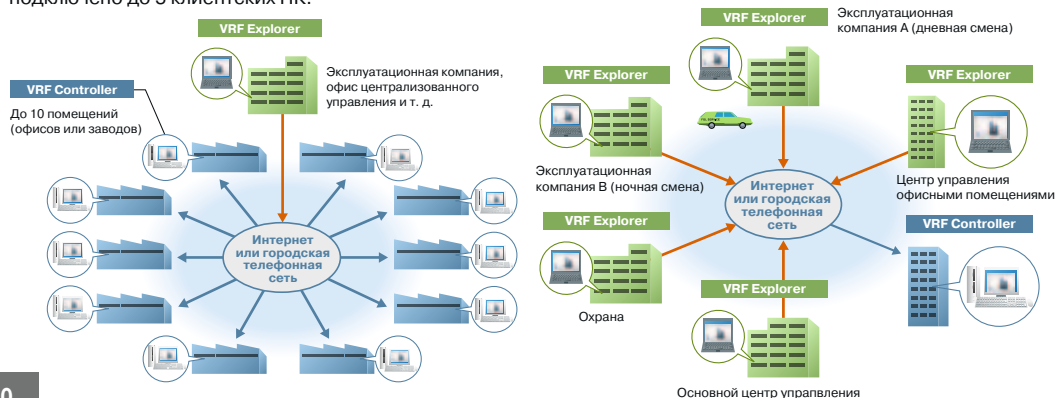 подключено до 5 клиентских ПК.
VRF Explorer
VRF Controller
До 10 помещений
(офисов или заводов)
Эксплуатационная компания,
офис централизованного
управления и т. д.
Интернет
или городская
телефонная
сеть
VRF Explorer
Эксплуатационная
компания А (дневная смена)
VRF Explorer
VRF Explorer
Эксплуатационная
компания В (ночная смена)
Интернет
или городская
телефонная
сеть
Центр управления
офисными помещениями
VRF Explorer
VRF Controller
Охрана
VRF Explorer
Основной центр упрапвления
0